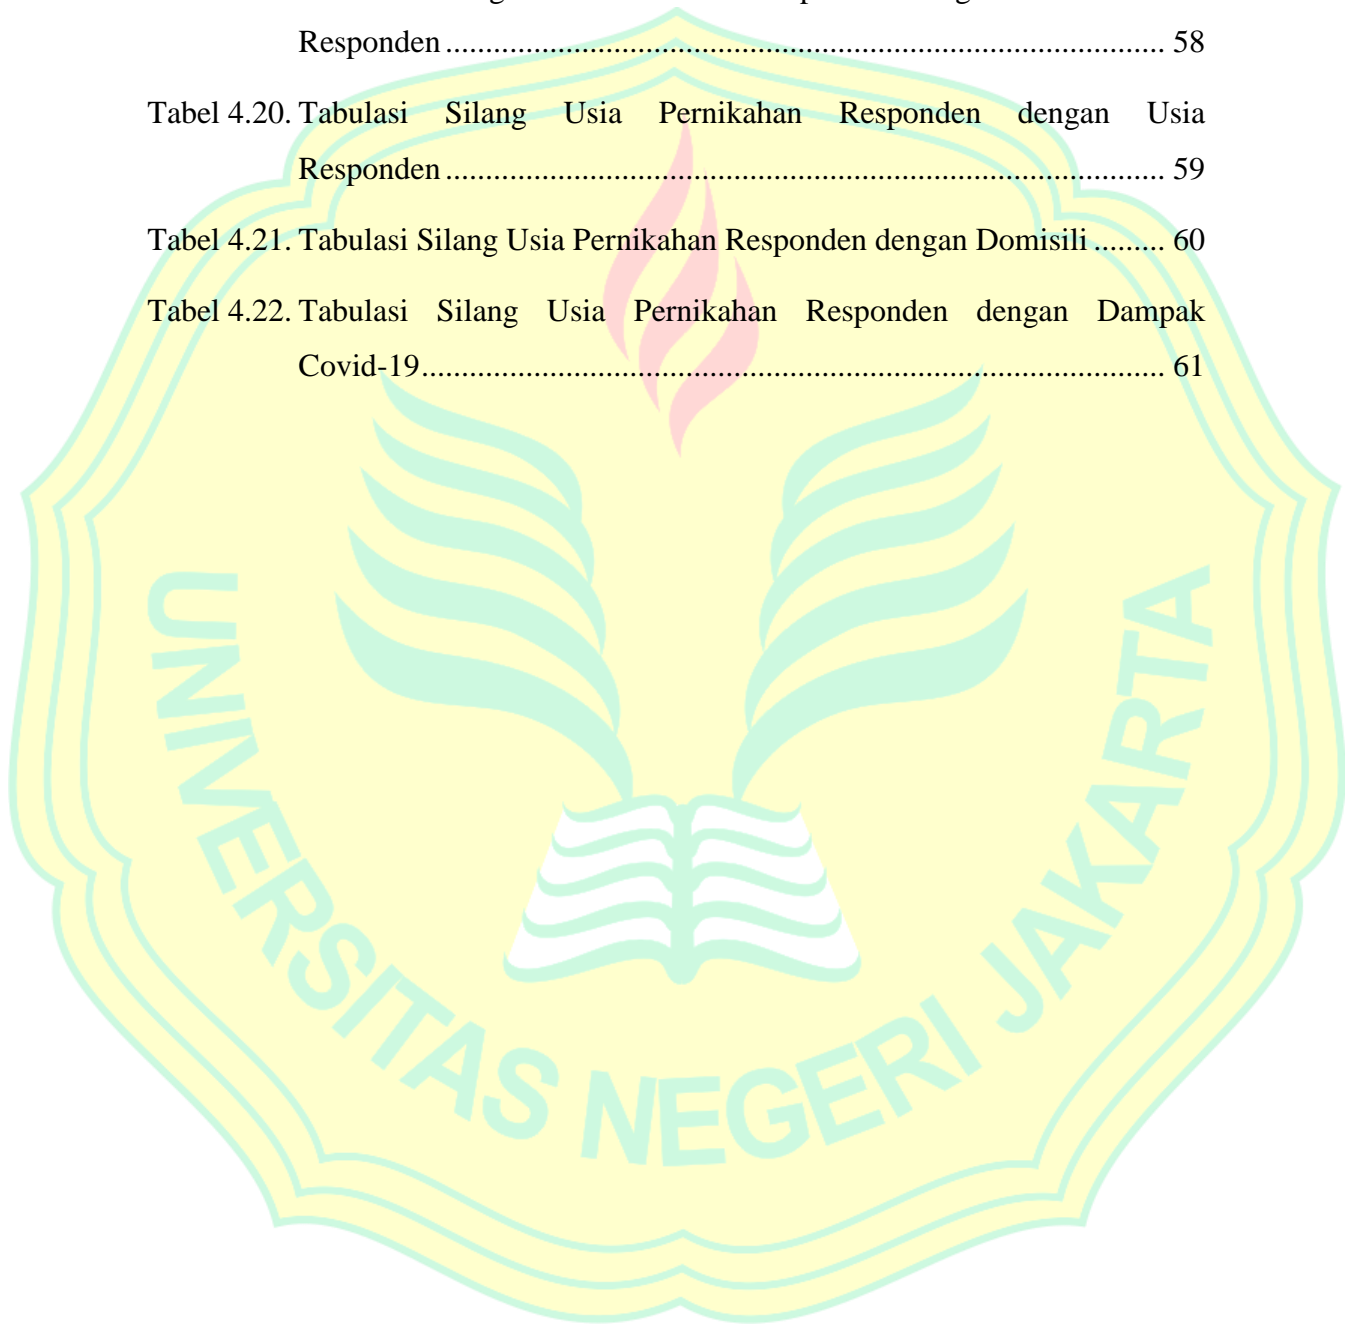 Responden ........................................................................................... 58
Tabel 4.20. Tabulasi Silang Usia Pernikahan Responden dengan Usia
Responden ........................................................................................... 59
Tabel 4.21. Tabulasi Silang Usia Pernikahan Responden dengan Domisili ......... 60
Tabel 4.22. Tabulasi Silang Usia Pernikahan Responden dengan Dampak
Covid-19.............................................................................................. 61
UNIVERSITAS NEGERI JAKARTA